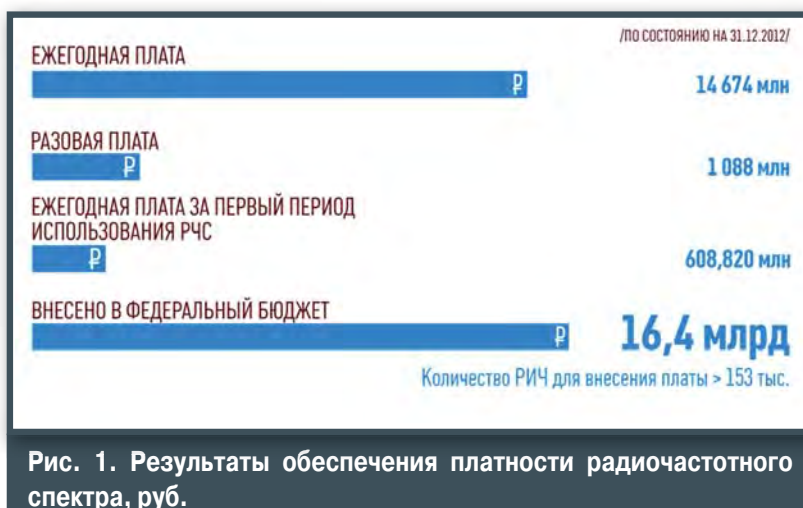 /ПО СОСТОЯНИЮ НА 31.12.2012/
ЕЖЕГОДНАЯ ПЛАТА
₽
14 674 млн
РАЗОВАЯ ПЛАТА
₽
1 088 млн
ЕЖЕГОДНАЯ ПЛАТА ЗА ПЕРВЫЙ ПЕРИОД
ИСПОЛЬЗОВАНИЯ РЧС
₽
608,820 млн
ВНЕСЕНО В ФЕДЕРАЛЬНЫЙ БЮДЖЕТ
₽
16,4 млрд
Количество РИЧ для внесения платы > 153 тыс.
Рис. 1. Результаты обеспечения платности радиочастотного
спектра, руб.